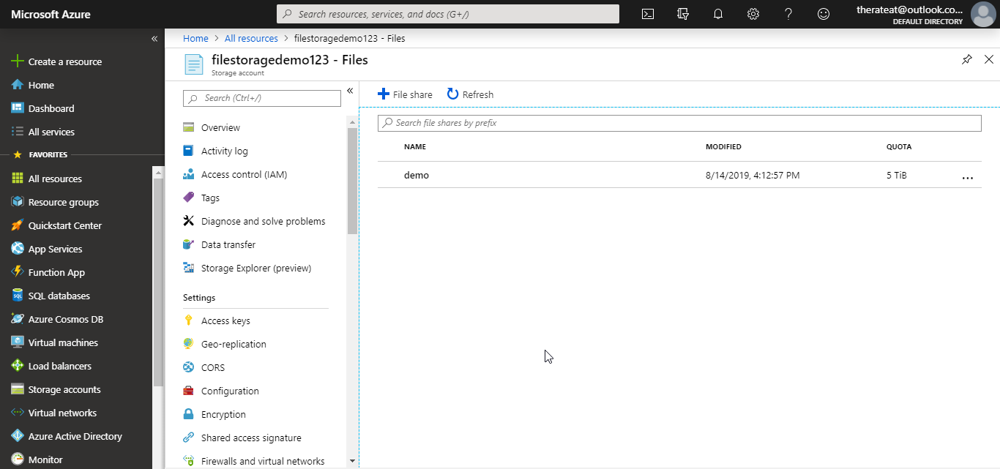 Microsoft Azure
Search resources, services, and docs (G+/)
therateat@outlook.co...
DEFAULT DIRECTORY
«
Create a resource
Home
Dashboard
All services
FAVORITES
All resources
Resource groups
Quickstart Center
App Services
Function App
SQL databases
Azure Cosmos DB
Virtual machines
Load balancers
Storage accounts
Virtual networks
Azure Active Directory
Monitor
Home > All resources > filestoragedemo123 - Files
filestoragedemo123 - Files
Storage account
Search (Ctrl+/)
«
Overview
Activity log
Access control (IAM)
Tags
Diagnose and solve problems
Data transfer
Storage Explorer (preview)
Settings
Access keys
Geo-replication
CORS
Configuration
Encryption
Shared access signature
Firewalls and virtual networks
File share Refresh
Search file shares by prefix
NAME MODIFIED QUOTA
demo 8/14/2019, 4:12:57 PM 5 TiB ...